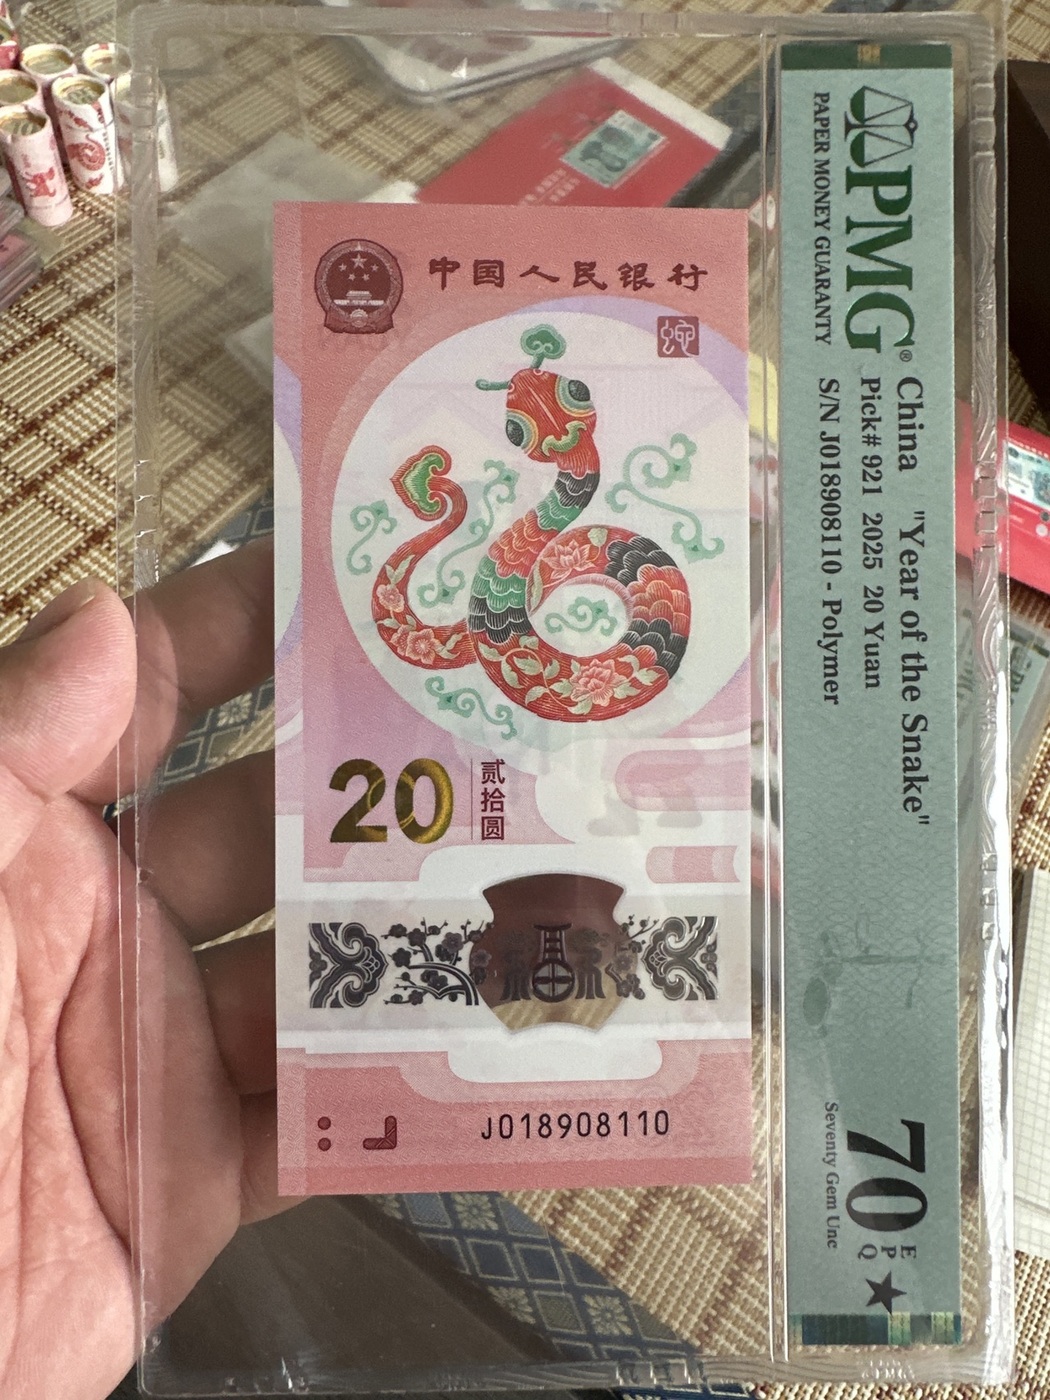 中国人民银行
蛇
20
贰拾圆
J018908110
PMG®
PAPER MONEY GUARANTY
China "Year of the Snake"
Pick# 921 2025 20 Yuan
S/N J018908110 - Polymer
70 EPQ ★
Seventy Gem Unc